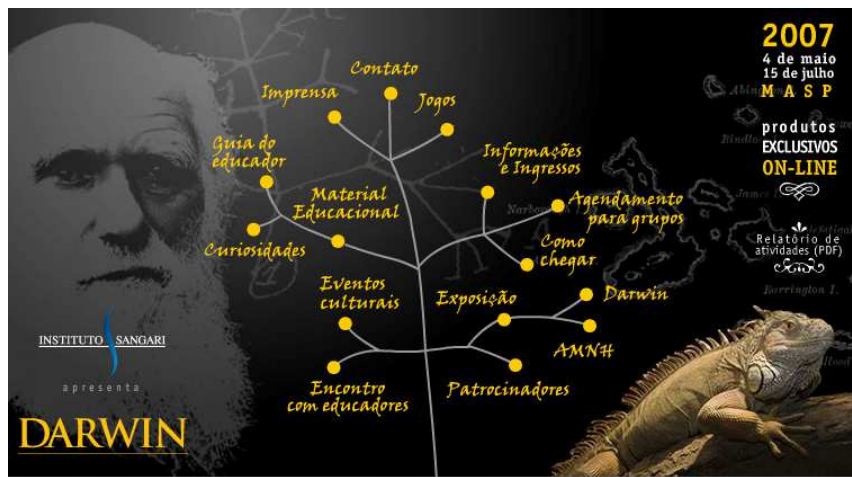 2007
4 de maio
15 de julho
MASP
produtos
EXCLUSIVOS
ON-LINE
Relatório de
atividades (PDF)
Contato
Imprensa
Jogos
Guia do
educador
Informações
e Ingressos
Material
Educacional
Agendamento
para grupos
Curiosidades
Como
chegar
Eventos
culturais
Exposição
Darwin
AMNH
Encontro
com educadores
Patrocinadores
INSTITUTO SANGARI
apresenta
DARWIN
Barrington I.